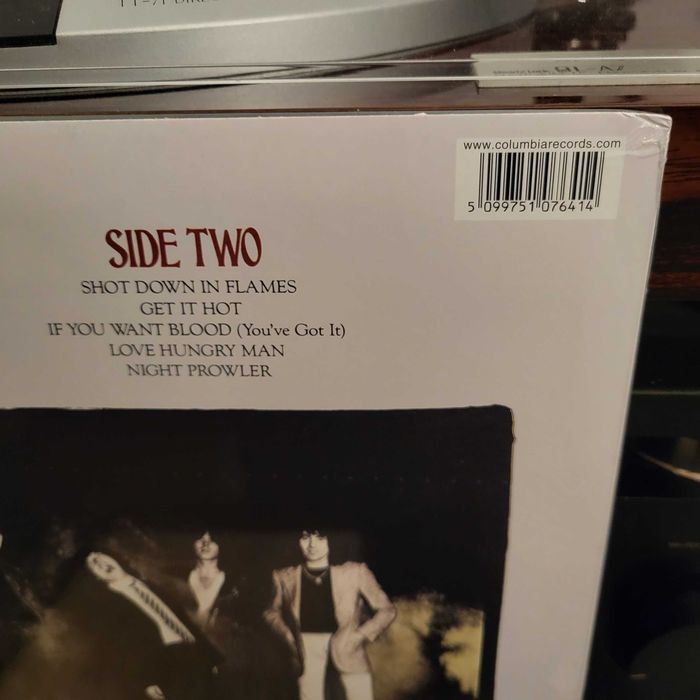 www.columbiarecords.com
5 099751 076414
SIDE TWO
SHOT DOWN IN FLAMES
GET IT HOT
IF YOU WANT BLOOD (You've Got It)
LOVE HUNGRY MAN
NIGHT PROWLER